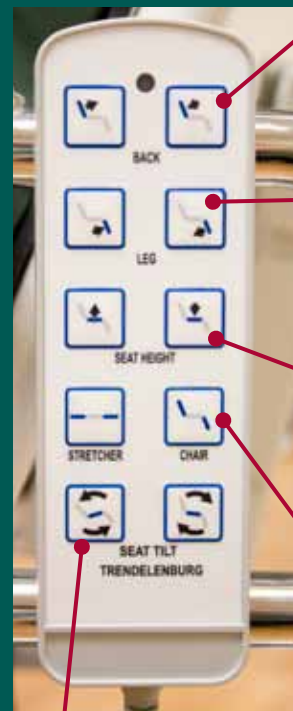 BACK
LEG
SEAT HEIGHT
STRETCHER CHAIR
SEAT TILT
TRENDELENBURG